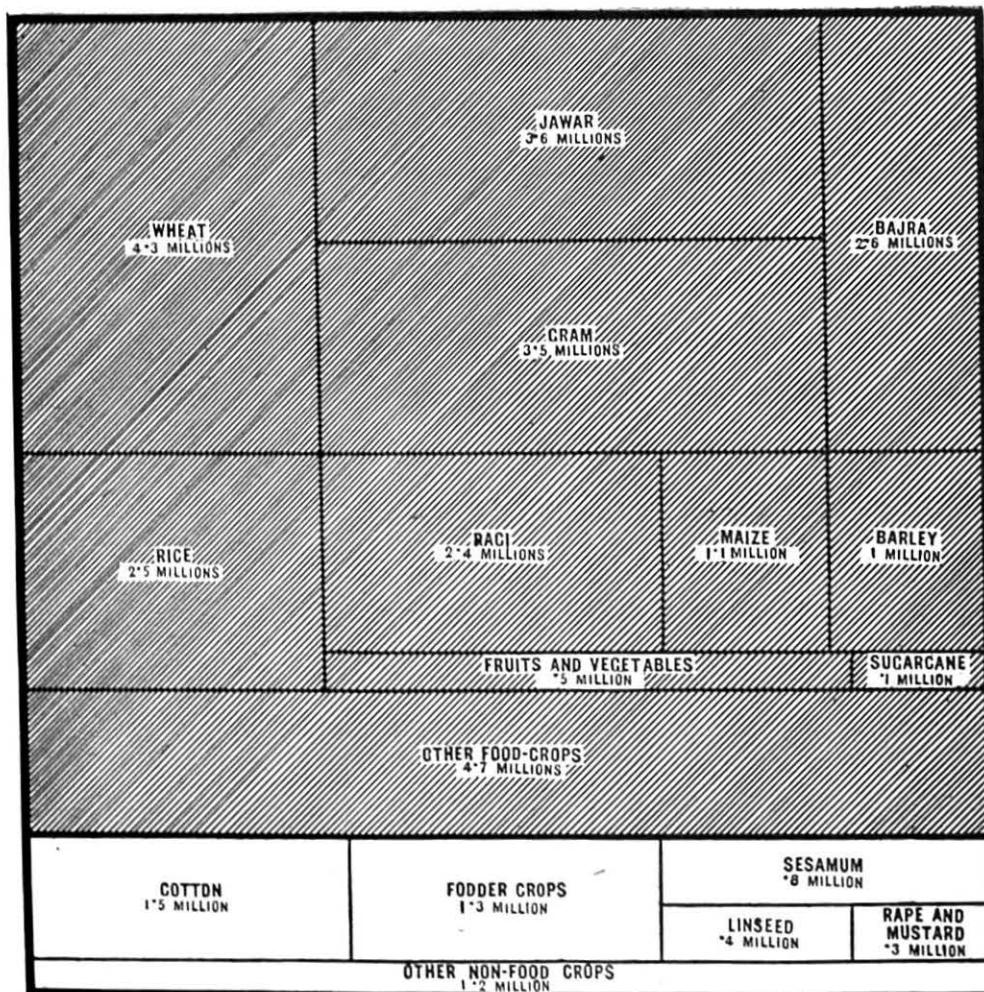 JAWAR
3·6 MILLIONS
WHEAT
4·3 MILLIONS
BAJRA
2·6 MILLIONS
GRAM
3·5 MILLIONS
RICE
2·5 MILLIONS
RAGI
2·4 MILLIONS
MAIZE
1·1 MILLION
BARLEY
1 MILLION
FRUITS AND VEGETABLES
·5 MILLION
SUGARCANE
·1 MILLION
OTHER FOOD-CROPS
4·7 MILLIONS
COTTON
1·5 MILLION
FODDER CROPS
1·3 MILLION
SESAMUM
·8 MILLION
LINSEED
·4 MILLION
RAPE AND
MUSTARD
·3 MILLION
OTHER NON-FOOD CROPS
1·2 MILLION